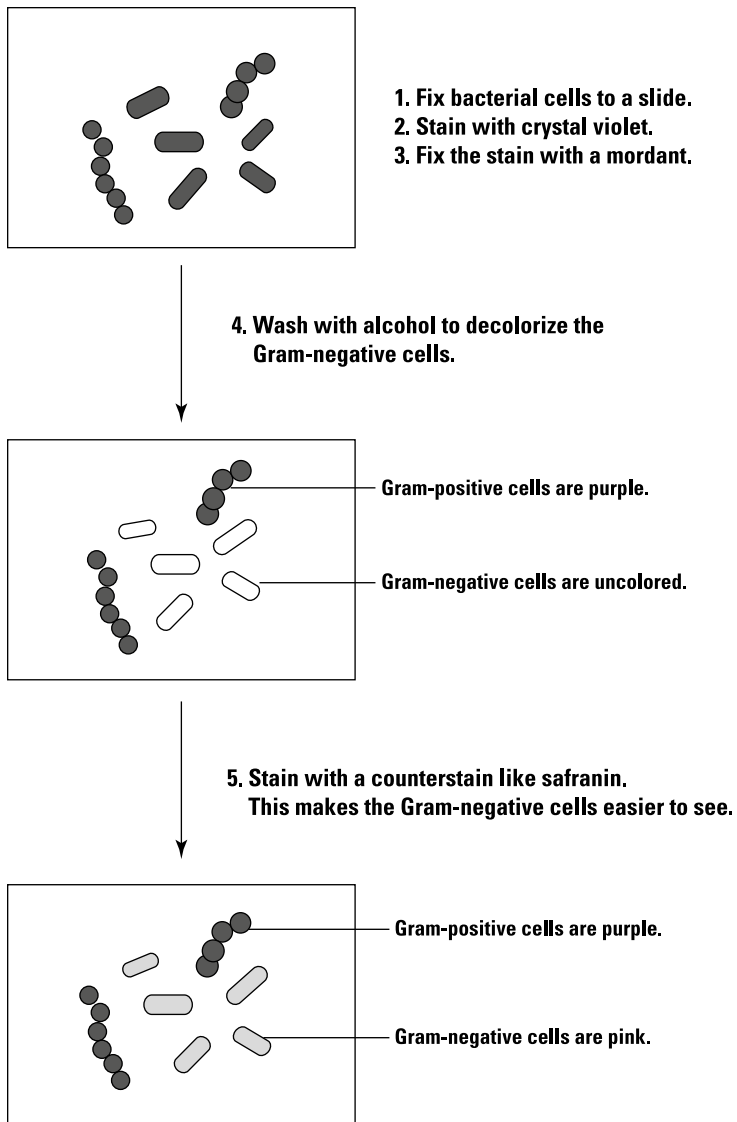 1. Fix bacterial cells to a slide.
2. Stain with crystal violet.
3. Fix the stain with a mordant.
4. Wash with alcohol to decolorize the
Gram-negative cells.
Gram-positive cells are purple.
Gram-negative cells are uncolored.
5. Stain with a counterstain like safranin.
This makes the Gram-negative cells easier to see.
Gram-positive cells are purple.
Gram-negative cells are pink.